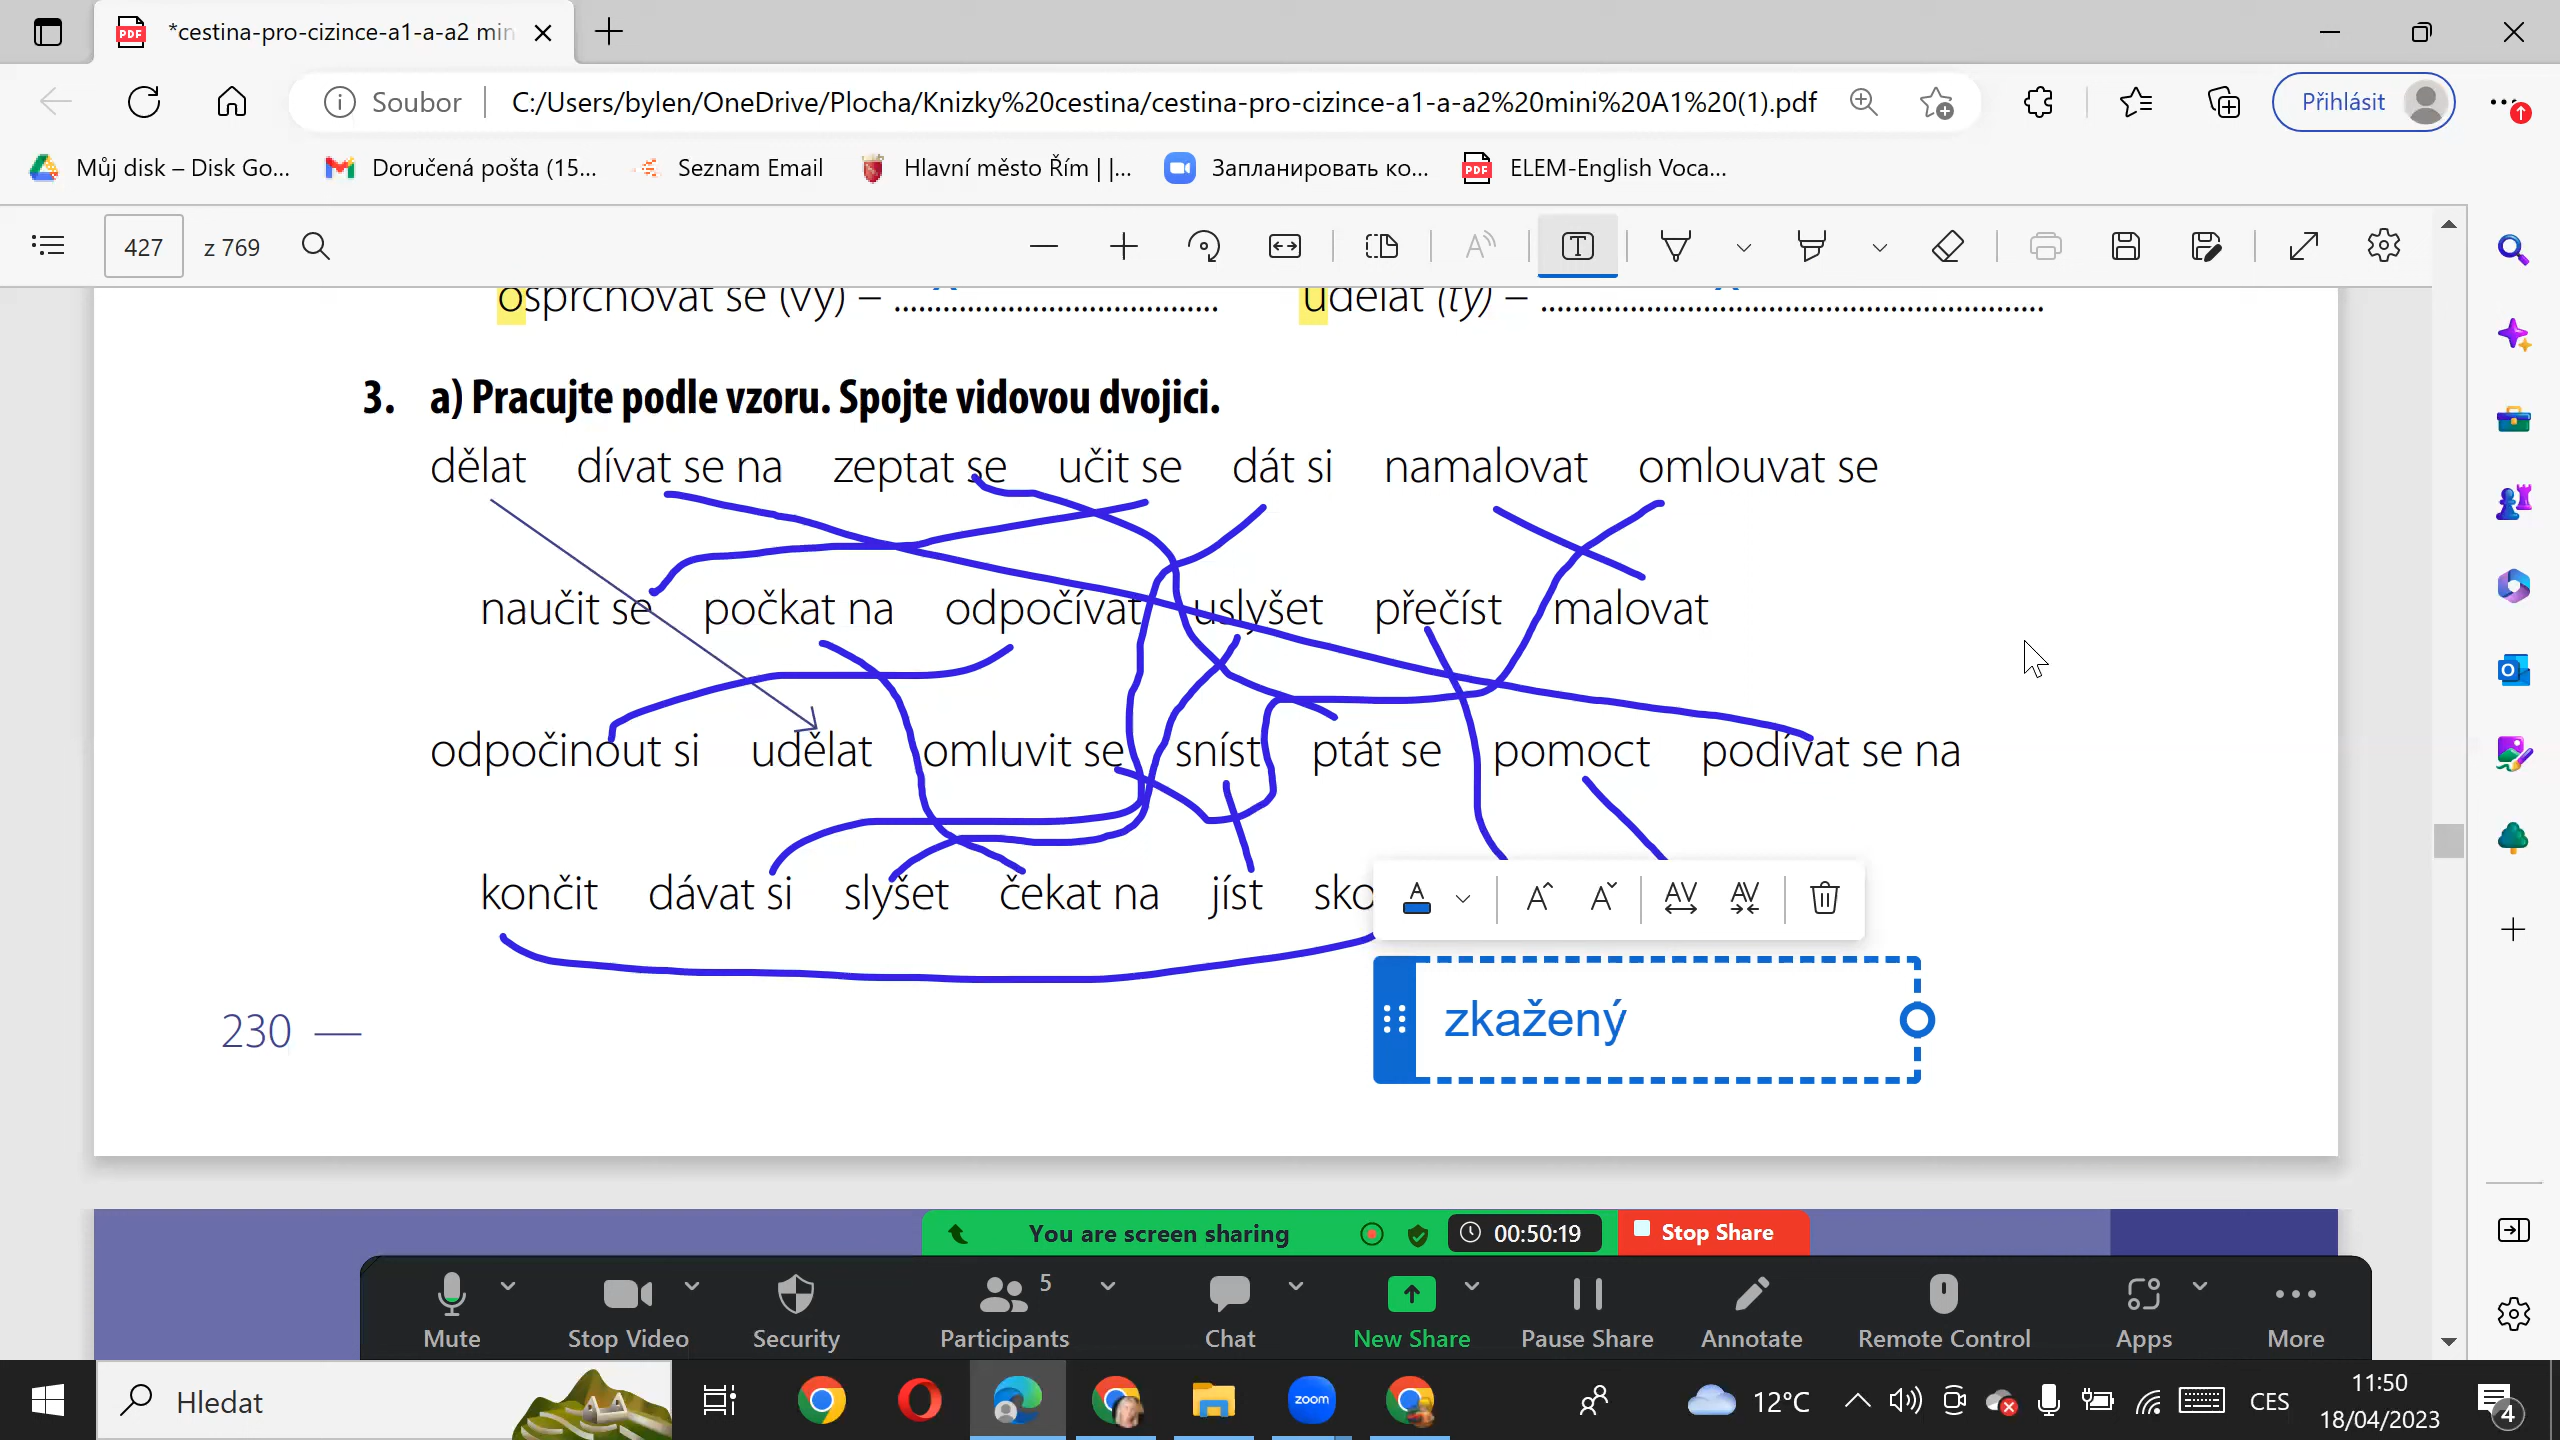 *cestina-pro-cizince-a1-a-a2 min
Soubor
C:/Users/bylen/OneDrive/Plocha/Knizky%20cestina/cestina-pro-cizince-a1-a-a2%20mini%20A1%20(1).pdf
Přihlásit
Můj disk – Disk Go...
Doručená pošta (15...
Seznam Email
Hlavní město Řím | |...
Запланировать ко...
ELEM-English Voca...
427 z 769
osprchovat se (vy) – ........................................ udělat (ty) – ........................................
3. a) Pracujte podle vzoru. Spojte vidovou dvojici.
dělat dívat se na zeptat se učit se dát si namalovat omlouvat se
naučit se počkat na odpočívat uslyšet přečíst malovat
odpočinout si udělat omluvit se sníst ptát se pomoct podívat se na
končit dávat si slyšet čekat na jíst sko
zkažený
230 —
You are screen sharing
00:50:19
Stop Share
Mute
Stop Video
Security
5
Participants
Chat
New Share
Pause Share
Annotate
Remote Control
Apps
More
Hledat
zoom
12°C
CES
11:50
18/04/2023
4